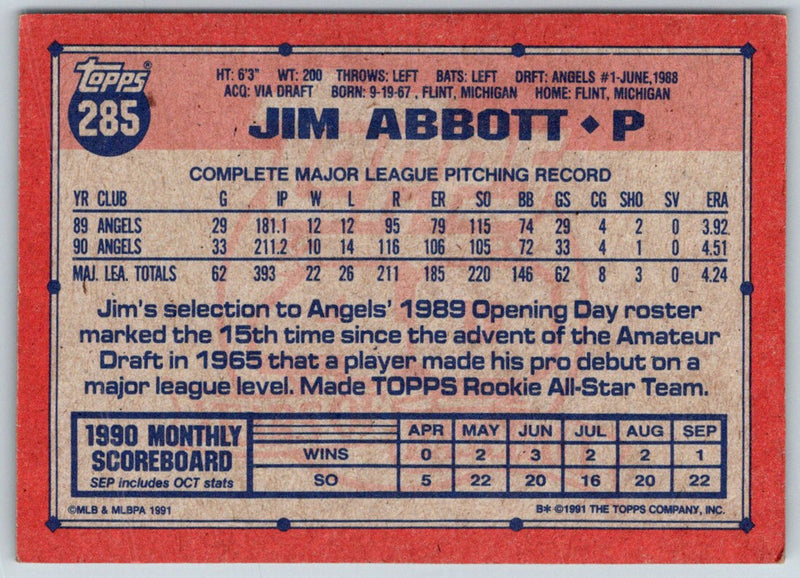 topps®
285
HT: 6'3" WT: 200 THROWS: LEFT BATS: LEFT DRFT: ANGELS #1-JUNE, 1988
ACQ: VIA DRAFT BORN: 9-19-67, FLINT, MICHIGAN HOME: FLINT, MICHIGAN
JIM ABBOTT ◆ P
COMPLETE MAJOR LEAGUE PITCHING RECORD
YR CLUB G IP W L R ER SO BB GS CG SHO SV ERA
89 ANGELS 29 181.1 12 12 95 79 115 74 29 4 2 0 3.92
90 ANGELS 33 211.2 10 14 116 106 105 72 33 4 1 0 4.51
MAJ. LEA. TOTALS 62 393 22 26 211 185 220 146 62 8 3 0 4.24
Jim's selection to Angels' 1989 Opening Day roster
marked the 15th time since the advent of the Amateur
Draft in 1965 that a player made his pro debut on a
major league level. Made TOPPS Rookie All-Star Team.
1990 MONTHLY
SCOREBOARD
SEP includes OCT stats
APR MAY JUN JUL AUG SEP
WINS 0 2 3 2 2 1
SO 5 22 20 16 20 22
©MLB & MLBPA 1991
B* ©1991 THE TOPPS COMPANY, INC.